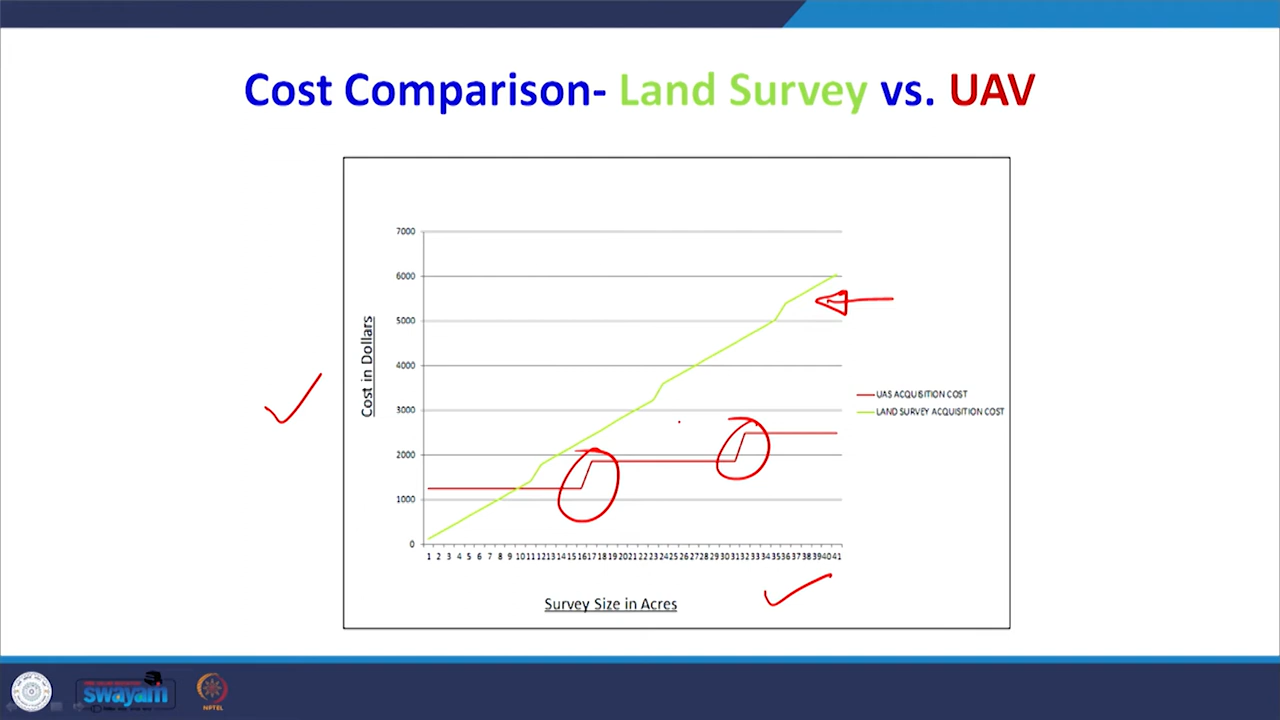 Cost Comparison- Land Survey vs. UAV
7000
6000
5000
4000
3000
2000
1000
0
Cost in Dollars
1 2 3 4 5 6 7 8 9 10 11 12 13 14 15 16 17 18 19 20 21 22 23 24 25 26 27 28 29 30 31 32 33 34 35 36 37 38 39 40 41
Survey Size in Acres
UAS ACQUISITION COST
LAND SURVEY ACQUISITION COST
swayam
NPTEL